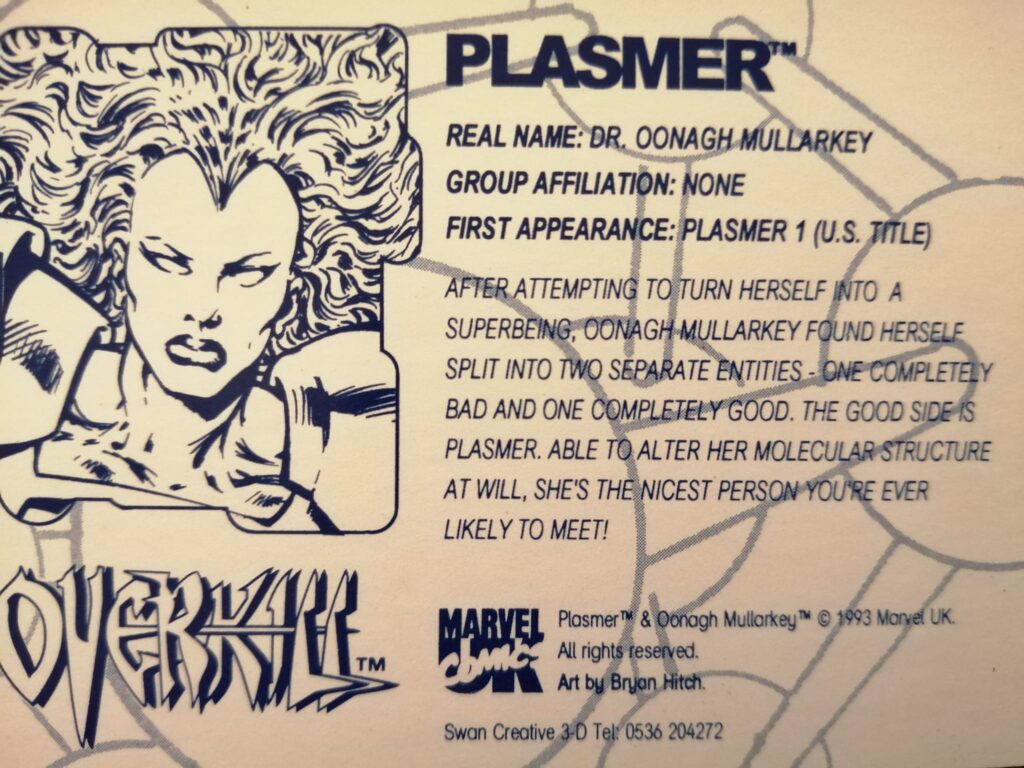 PLASMER™
REAL NAME: DR. OONAGH MULLARKEY
GROUP AFFILIATION: NONE
FIRST APPEARANCE: PLASMER 1 (U.S. TITLE)
AFTER ATTEMPTING TO TURN HERSELF INTO A
SUPERBEING, OONAGH MULLARKEY FOUND HERSELF
SPLIT INTO TWO SEPARATE ENTITIES - ONE COMPLETELY
BAD AND ONE COMPLETELY GOOD. THE GOOD SIDE IS
PLASMER. ABLE TO ALTER HER MOLECULAR STRUCTURE
AT WILL, SHE'S THE NICEST PERSON YOU'RE EVER
LIKELY TO MEET!
OVERKILL™
MARVEL
COMICS
UK
Plasmer™ & Oonagh Mullarkey™ © 1993 Marvel UK.
All rights reserved.
Art by Bryan Hitch.
Swan Creative 3-D Tel: 0536 204272